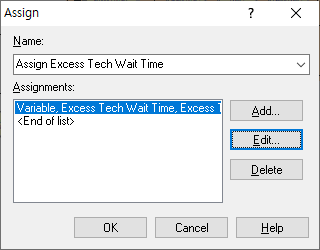 Assign
Name:
Assign Excess Tech Wait Time
Assignments:
Variable, Excess Tech Wait Time, Excess
<End of list>
Add...
Edit...
Delete
OK
Cancel
Help